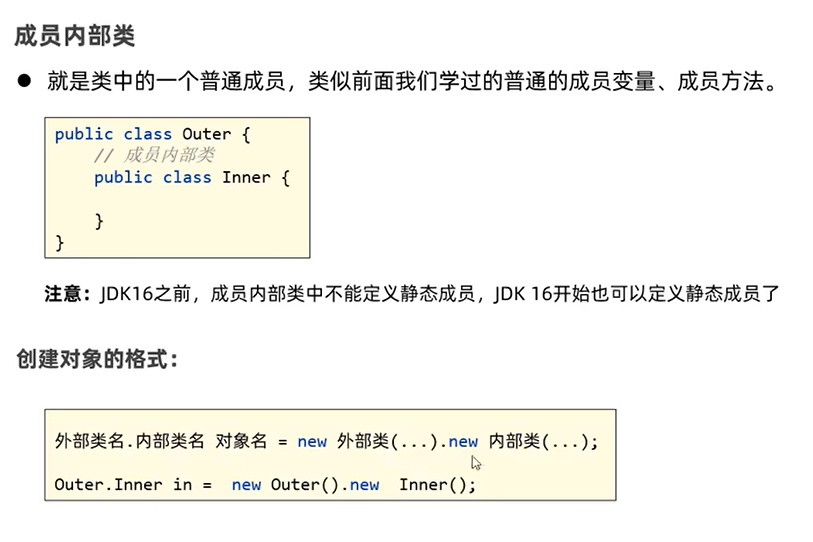 成员内部类
● 就是类中的一个普通成员，类似前面我们学过的普通的成员变量、成员方法。
public class Outer {
    // 成员内部类
    public class Inner {
    }
}
注意：JDK16之前，成员内部类中不能定义静态成员，JDK 16开始也可以定义静态成员了
创建对象的格式：
外部类名.内部类名 对象名 = new 外部类(...).new 内部类(...);
Outer.Inner in =  new Outer().new  Inner();